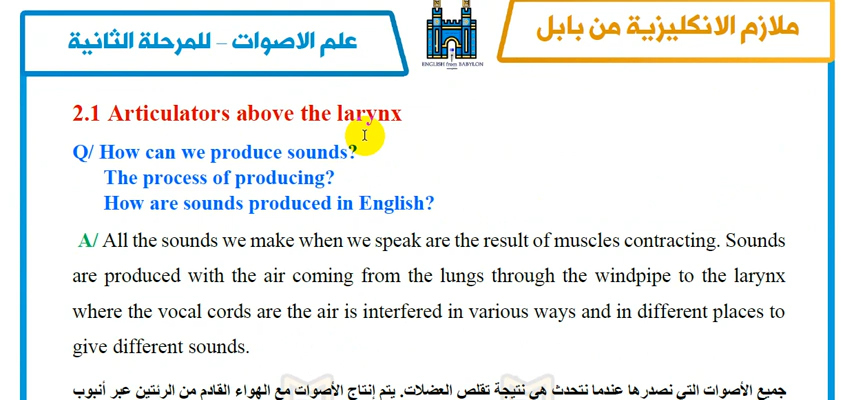 علم الاصوات – للمرحلة الثانية
ملازم الانكليزية من بابل
ENGLISH from BABYLON
2.1 Articulators above the larynx
Q/ How can we produce sounds?
The process of producing?
How are sounds produced in English?
A/ All the sounds we make when we speak are the result of muscles contracting. Sounds
are produced with the air coming from the lungs through the windpipe to the larynx
where the vocal cords are the air is interfered in various ways and in different places to
give different sounds.
جميع الأصوات التي نصدرها عندما نتحدث هي نتيجة تقلص العضلات. يتم إنتاج الأصوات مع الهواء القادم من الرئتين عبر أنبوب